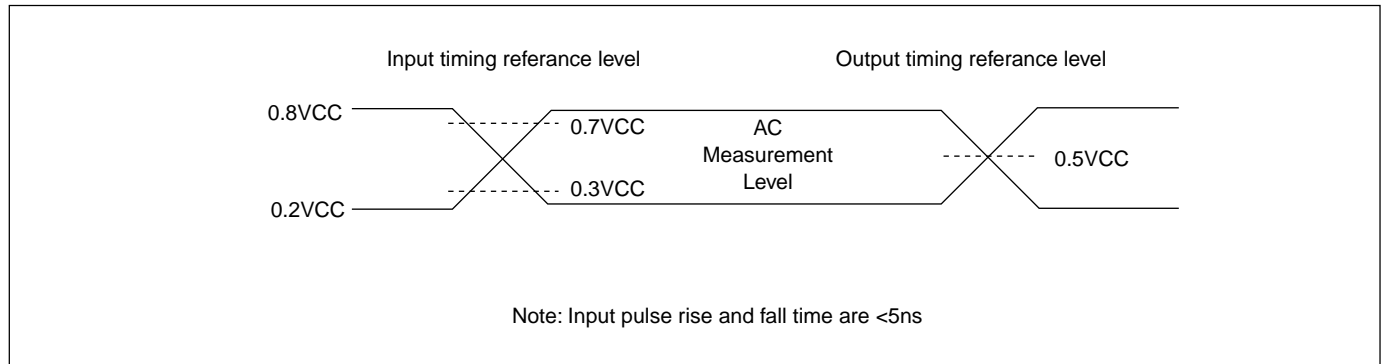 Input timing referance level
Output timing referance level
0.8VCC
0.7VCC
AC
Measurement
Level
0.5VCC
0.3VCC
0.2VCC
Note: Input pulse rise and fall time are <5ns